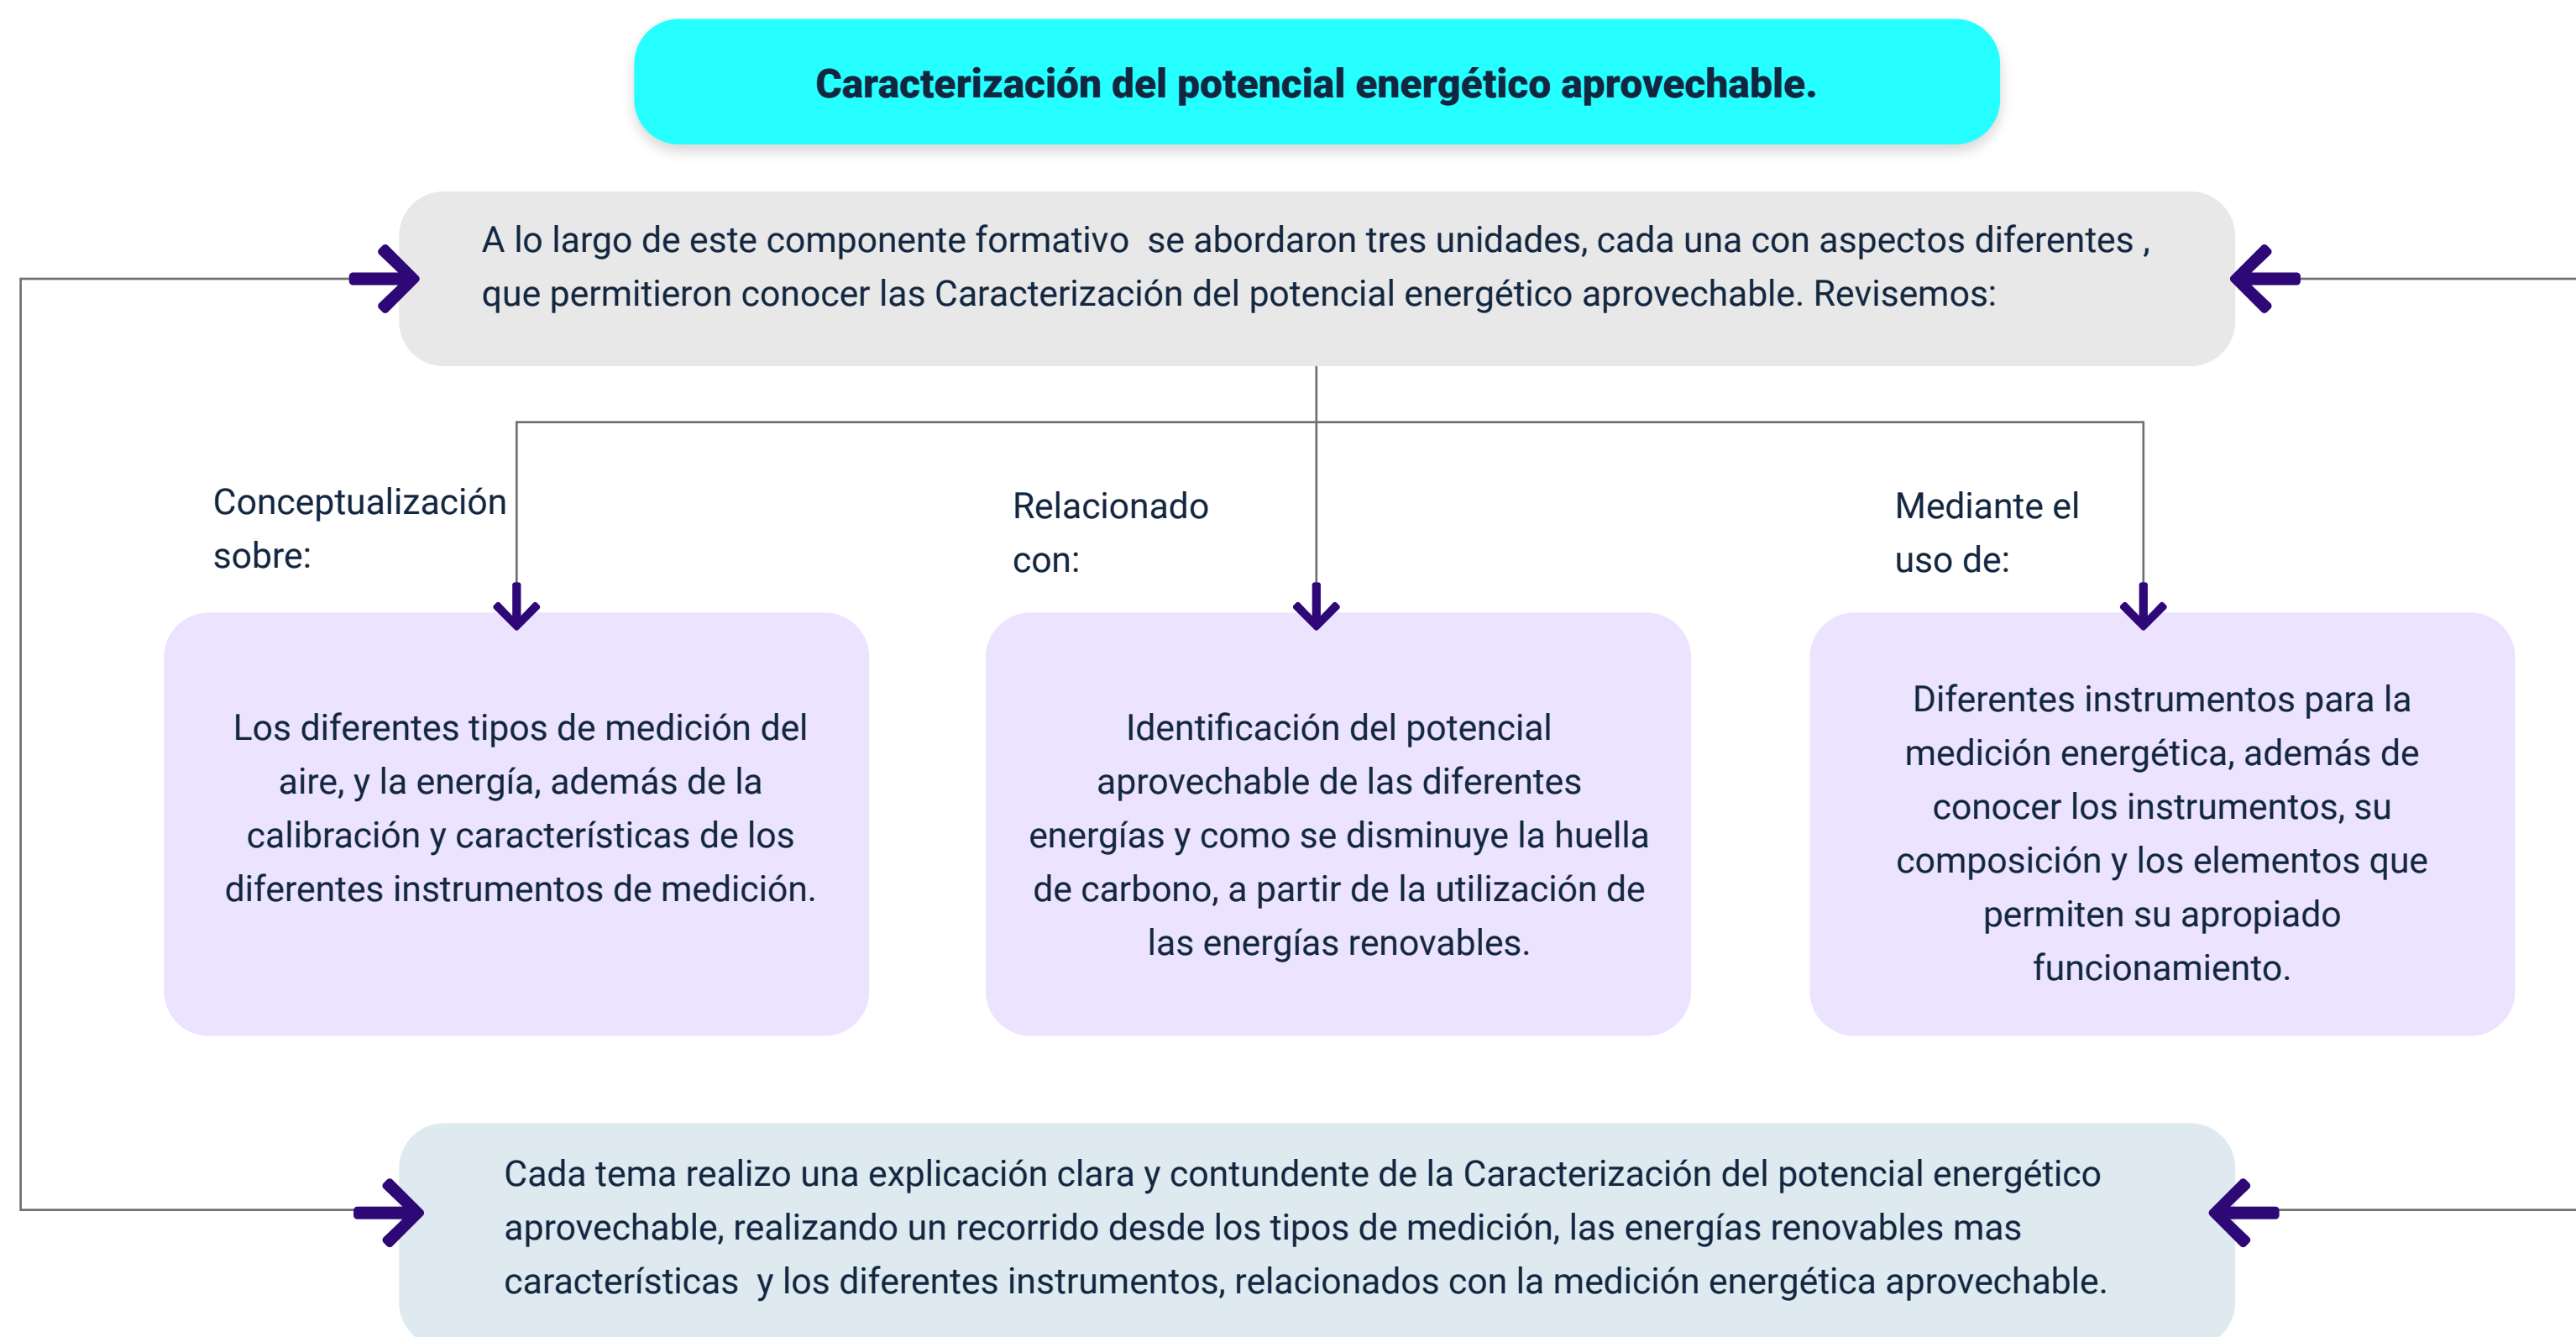 Caracterización del potencial energético aprovechable.
A lo largo de este componente formativo  se abordaron tres unidades, cada una con aspectos diferentes ,
que permitieron conocer las Caracterización del potencial energético aprovechable. Revisemos:
Conceptualización
sobre:
Relacionado
con:
Mediante el
uso de:
Los diferentes tipos de medición del
aire, y la energía, además de la
calibración y características de los
diferentes instrumentos de medición.
Identificación del potencial
aprovechable de las diferentes
energías y como se disminuye la huella
de carbono, a partir de la utilización de
las energías renovables.
Diferentes instrumentos para la
medición energética, además de
conocer los instrumentos, su
composición y los elementos que
permiten su apropiado
funcionamiento.
Cada tema realizo una explicación clara y contundente de la Caracterización del potencial energético
aprovechable, realizando un recorrido desde los tipos de medición, las energías renovables mas
características  y los diferentes instrumentos, relacionados con la medición energética aprovechable.